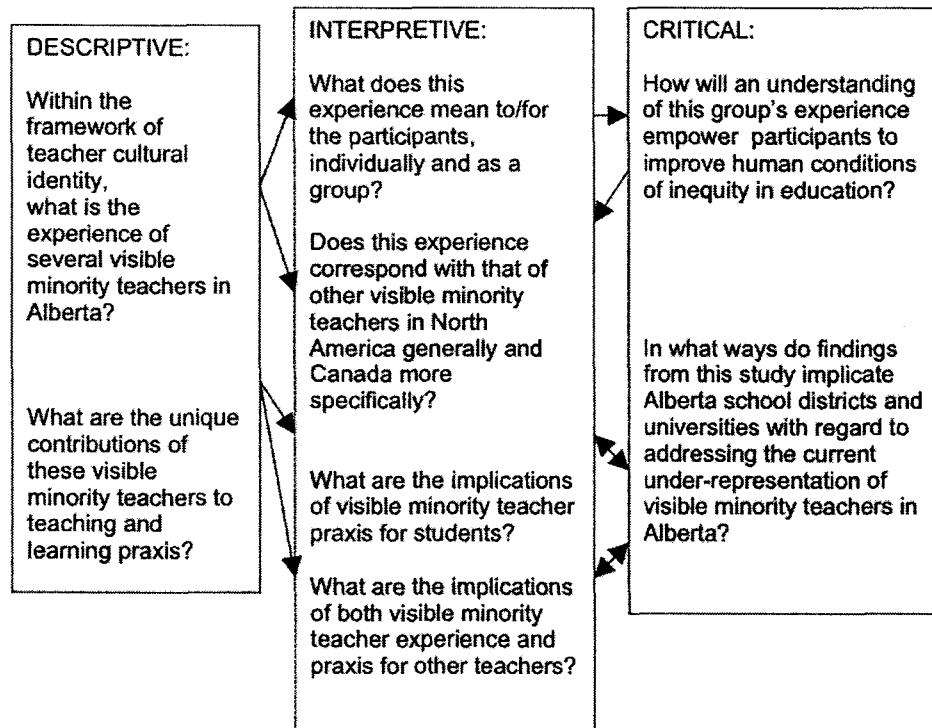 DESCRIPTIVE:
Within the
framework of
teacher cultural
identity,
what is the
experience of
several visible
minority teachers in
Alberta?
What are the unique
contributions of
these visible
minority teachers to
teaching and
learning praxis?
INTERPRETIVE:
What does this
experience mean to/for
the participants,
individually and as a
group?
Does this experience
correspond with that of
other visible minority
teachers in North
America generally and
Canada more
specifically?
What are the implications
of visible minority teacher
praxis for students?
What are the implications
of both visible minority
teacher experience and
praxis for other teachers?
CRITICAL:
How will an understanding
of this group's experience
empower participants to
improve human conditions
of inequity in education?
In what ways do findings
from this study implicate
Alberta school districts and
universities with regard to
addressing the current
under-representation of
visible minority teachers in
Alberta?